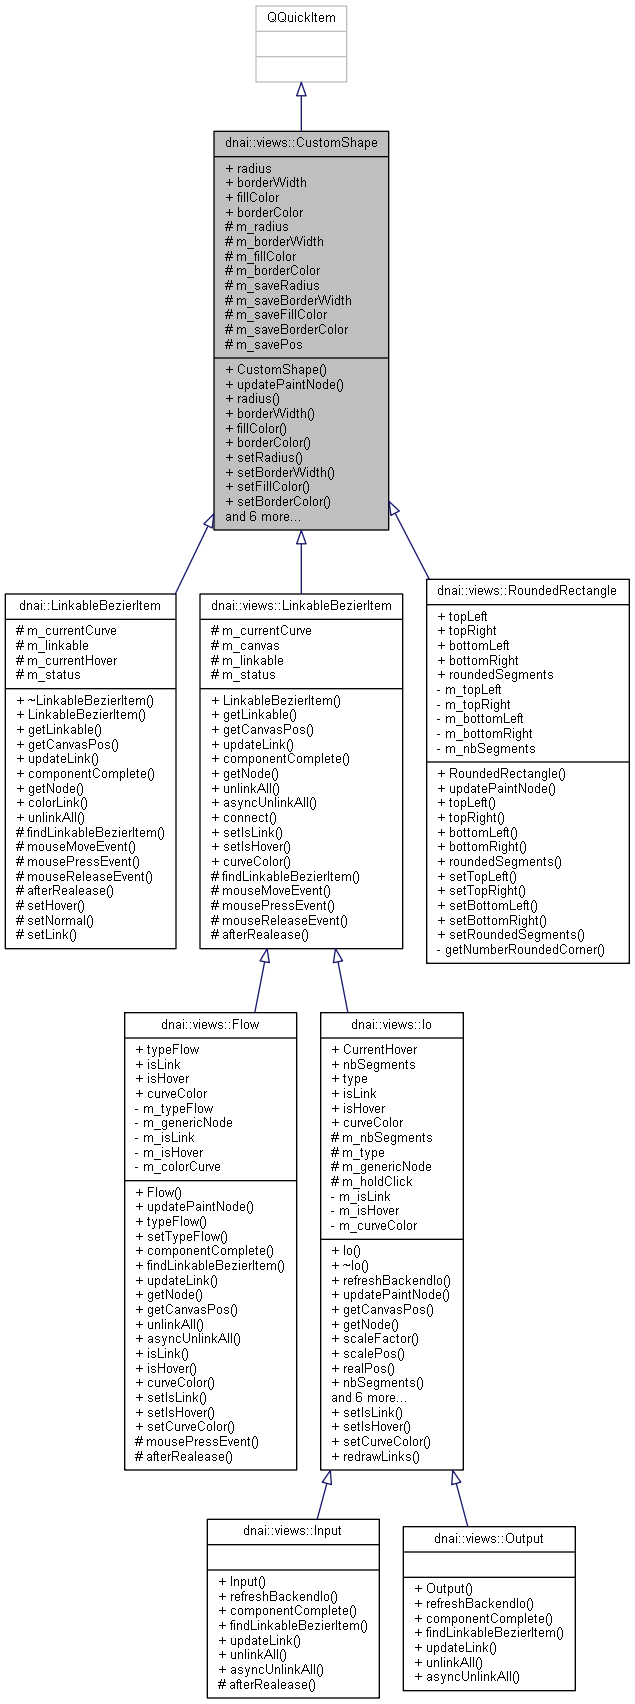 QQuickItem
dnai::views::CustomShape
+ radius
+ borderWidth
+ fillColor
+ borderColor
# m_radius
# m_borderWidth
# m_fillColor
# m_borderColor
# m_saveRadius
# m_saveBorderWidth
# m_saveFillColor
# m_saveBorderColor
# m_savePos
+ CustomShape()
+ updatePaintNode()
+ radius()
+ borderWidth()
+ fillColor()
+ borderColor()
+ setRadius()
+ setBorderWidth()
+ setFillColor()
+ setBorderColor()
and 6 more...
dnai::LinkableBezierItem
# m_currentCurve
# m_linkable
# m_currentHover
# m_status
+ ~LinkableBezierItem()
+ LinkableBezierItem()
+ getLinkable()
+ getCanvasPos()
+ updateLink()
+ componentComplete()
+ getNode()
+ colorLink()
+ unlinkAll()
# findLinkableBezierItem()
# mouseMoveEvent()
# mousePressEvent()
# mouseReleaseEvent()
# afterRealease()
# setHover()
# setNormal()
# setLink()
dnai::views::LinkableBezierItem
# m_currentCurve
# m_canvas
# m_linkable
# m_status
+ LinkableBezierItem()
+ getLinkable()
+ getCanvasPos()
+ updateLink()
+ componentComplete()
+ getNode()
+ unlinkAll()
+ asyncUnlinkAll()
+ connect()
+ setIsLink()
+ setIsHover()
+ curveColor()
# findLinkableBezierItem()
# mouseMoveEvent()
# mousePressEvent()
# mouseReleaseEvent()
# afterRealease()
dnai::views::RoundedRectangle
+ topLeft
+ topRight
+ bottomLeft
+ bottomRight
+ roundedSegments
- m_topLeft
- m_topRight
- m_bottomLeft
- m_bottomRight
- m_nbSegments
+ RoundedRectangle()
+ updatePaintNode()
+ topLeft()
+ topRight()
+ bottomLeft()
+ bottomRight()
+ roundedSegments()
+ setTopLeft()
+ setTopRight()
+ setBottomLeft()
+ setBottomRight()
+ setRoundedSegments()
- getNumberRoundedCorner()
dnai::views::Flow
+ typeFlow
+ isLink
+ isHover
+ curveColor
- m_typeFlow
- m_genericNode
- m_isLink
- m_isHover
- m_colorCurve
+ Flow()
+ updatePaintNode()
+ typeFlow()
+ setTypeFlow()
+ componentComplete()
+ findLinkableBezierItem()
+ updateLink()
+ getNode()
+ getCanvasPos()
+ unlinkAll()
+ asyncUnlinkAll()
+ isLink()
+ isHover()
+ curveColor()
+ setIsLink()
+ setIsHover()
+ setCurveColor()
# mousePressEvent()
# afterRealease()
dnai::views::Io
+ CurrentHover
+ nbSegments
+ type
+ isLink
+ isHover
+ curveColor
# m_nbSegments
# m_type
# m_genericNode
# m_holdClick
- m_isLink
- m_isHover
- m_curveColor
+ Io()
+ ~Io()
+ refreshBackendIo()
+ updatePaintNode()
+ getCanvasPos()
+ getNode()
+ scaleFactor()
+ scalePos()
+ realPos()
+ nbSegments()
and 6 more...
+ setIsLink()
+ setIsHover()
+ setCurveColor()
+ redrawLinks()
dnai::views::Input
+ Input()
+ refreshBackendIo()
+ componentComplete()
+ findLinkableBezierItem()
+ updateLink()
+ unlinkAll()
+ asyncUnlinkAll()
# afterRealease()
dnai::views::Output
+ Output()
+ refreshBackendIo()
+ componentComplete()
+ findLinkableBezierItem()
+ updateLink()
+ unlinkAll()
+ asyncUnlinkAll()